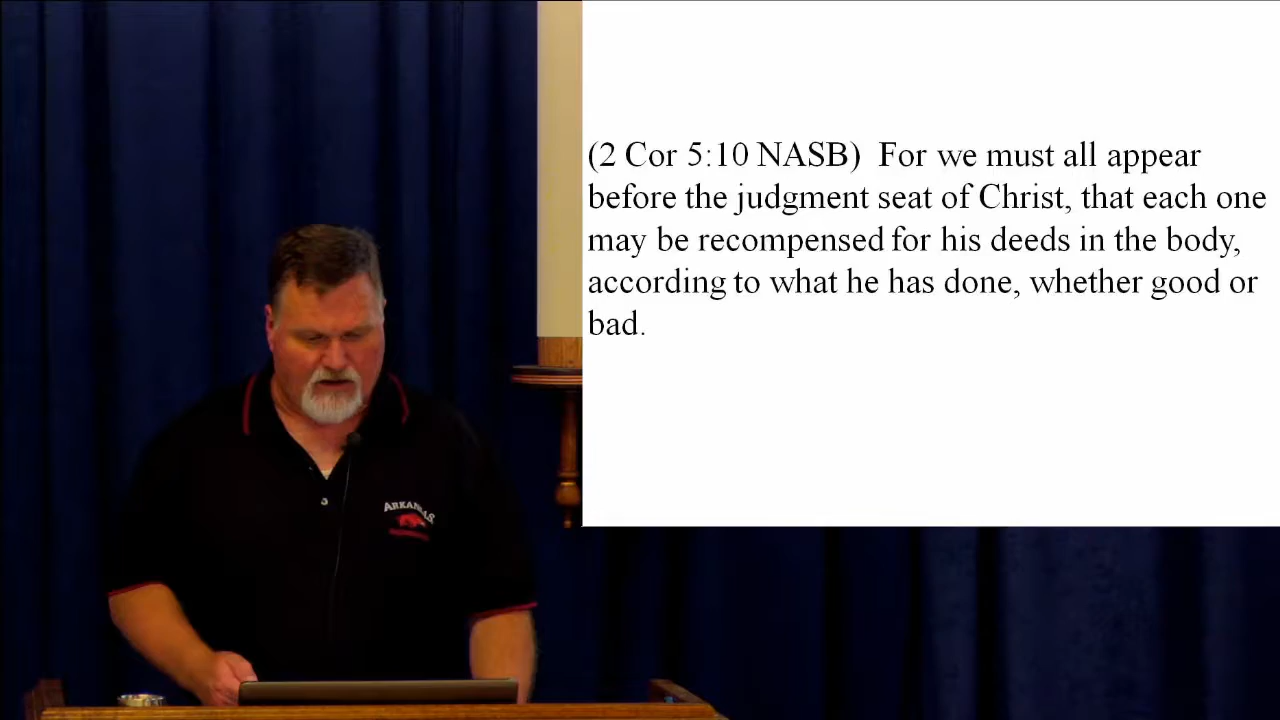 (2 Cor 5:10 NASB)  For we must all appear
before the judgment seat of Christ, that each one
may be recompensed for his deeds in the body,
according to what he has done, whether good or
bad.
ARKANSAS